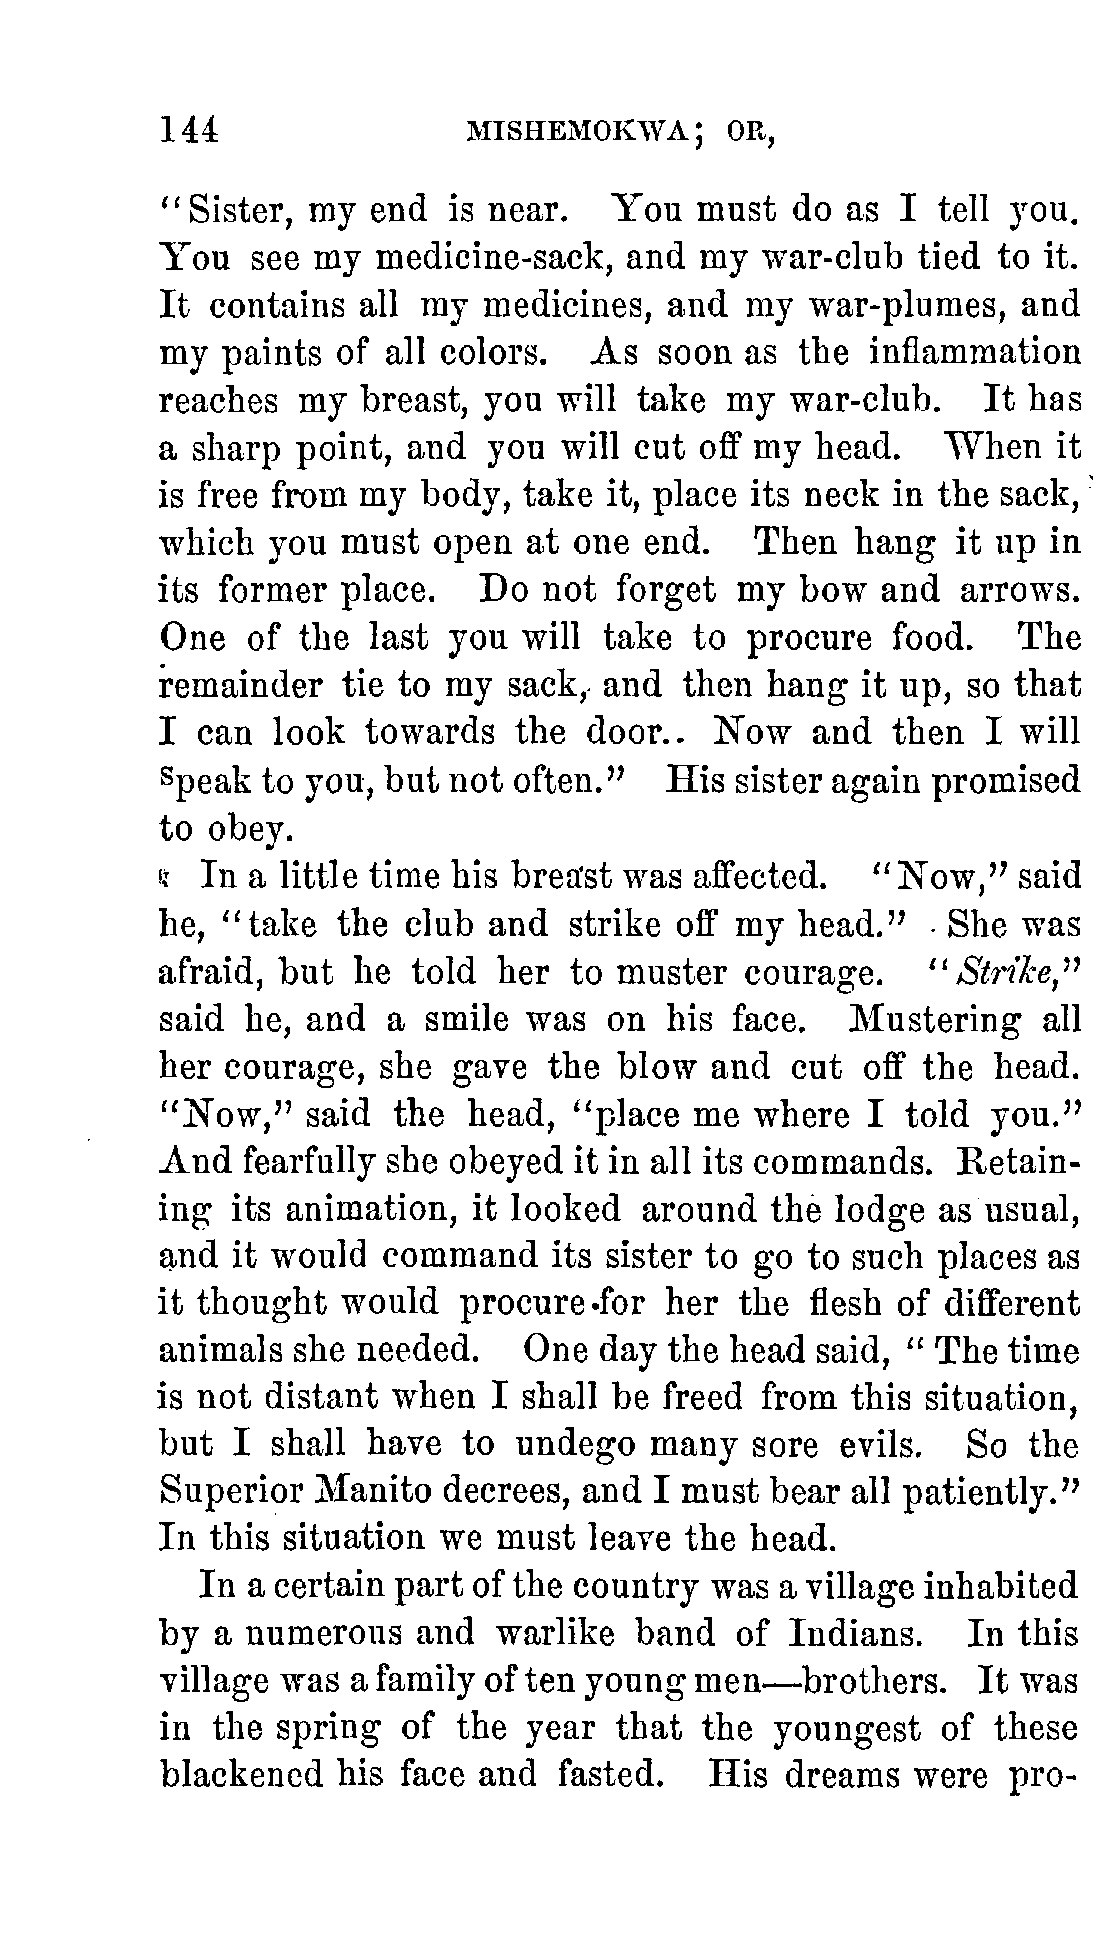 144 MISHEMOKWA; OR,
"Sister, my end is near. You must do as I tell you.
You see my medicine-sack, and my war-club tied to it.
It contains all my medicines, and my war-plumes, and
my paints of all colors. As soon as the inflammation
reaches my breast, you will take my war-club. It has
a sharp point, and you will cut off my head. When it
is free from my body, take it, place its neck in the sack,
which you must open at one end. Then hang it up in
its former place. Do not forget my bow and arrows.
One of the last you will take to procure food. The
remainder tie to my sack, and then hang it up, so that
I can look towards the door.. Now and then I will
speak to you, but not often." His sister again promised
to obey.
In a little time his breast was affected. "Now," said
he, "take the club and strike off my head." She was
afraid, but he told her to muster courage. "Strike,"
said he, and a smile was on his face. Mustering all
her courage, she gave the blow and cut off the head.
"Now," said the head, "place me where I told you."
And fearfully she obeyed it in all its commands. Retain-
ing its animation, it looked around the lodge as usual,
and it would command its sister to go to such places as
it thought would procure for her the flesh of different
animals she needed. One day the head said, "The time
is not distant when I shall be freed from this situation,
but I shall have to undego many sore evils. So the
Superior Manito decrees, and I must bear all patiently."
In this situation we must leave the head.
In a certain part of the country was a village inhabited
by a numerous and warlike band of Indians. In this
village was a family of ten young men—brothers. It was
in the spring of the year that the youngest of these
blackened his face and fasted. His dreams were pro-